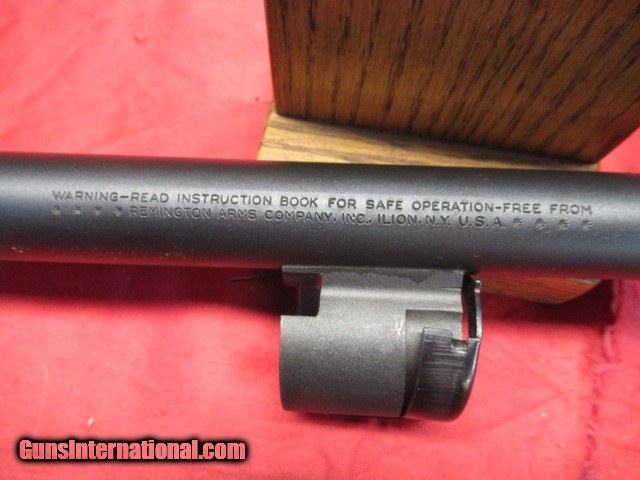 WARNING-READ INSTRUCTION BOOK FOR SAFE OPERATION-FREE FROM
* * * * REMINGTON ARMS COMPANY, INC., ILION, N.Y. U.S.A. * * * *
GunsInternational.com